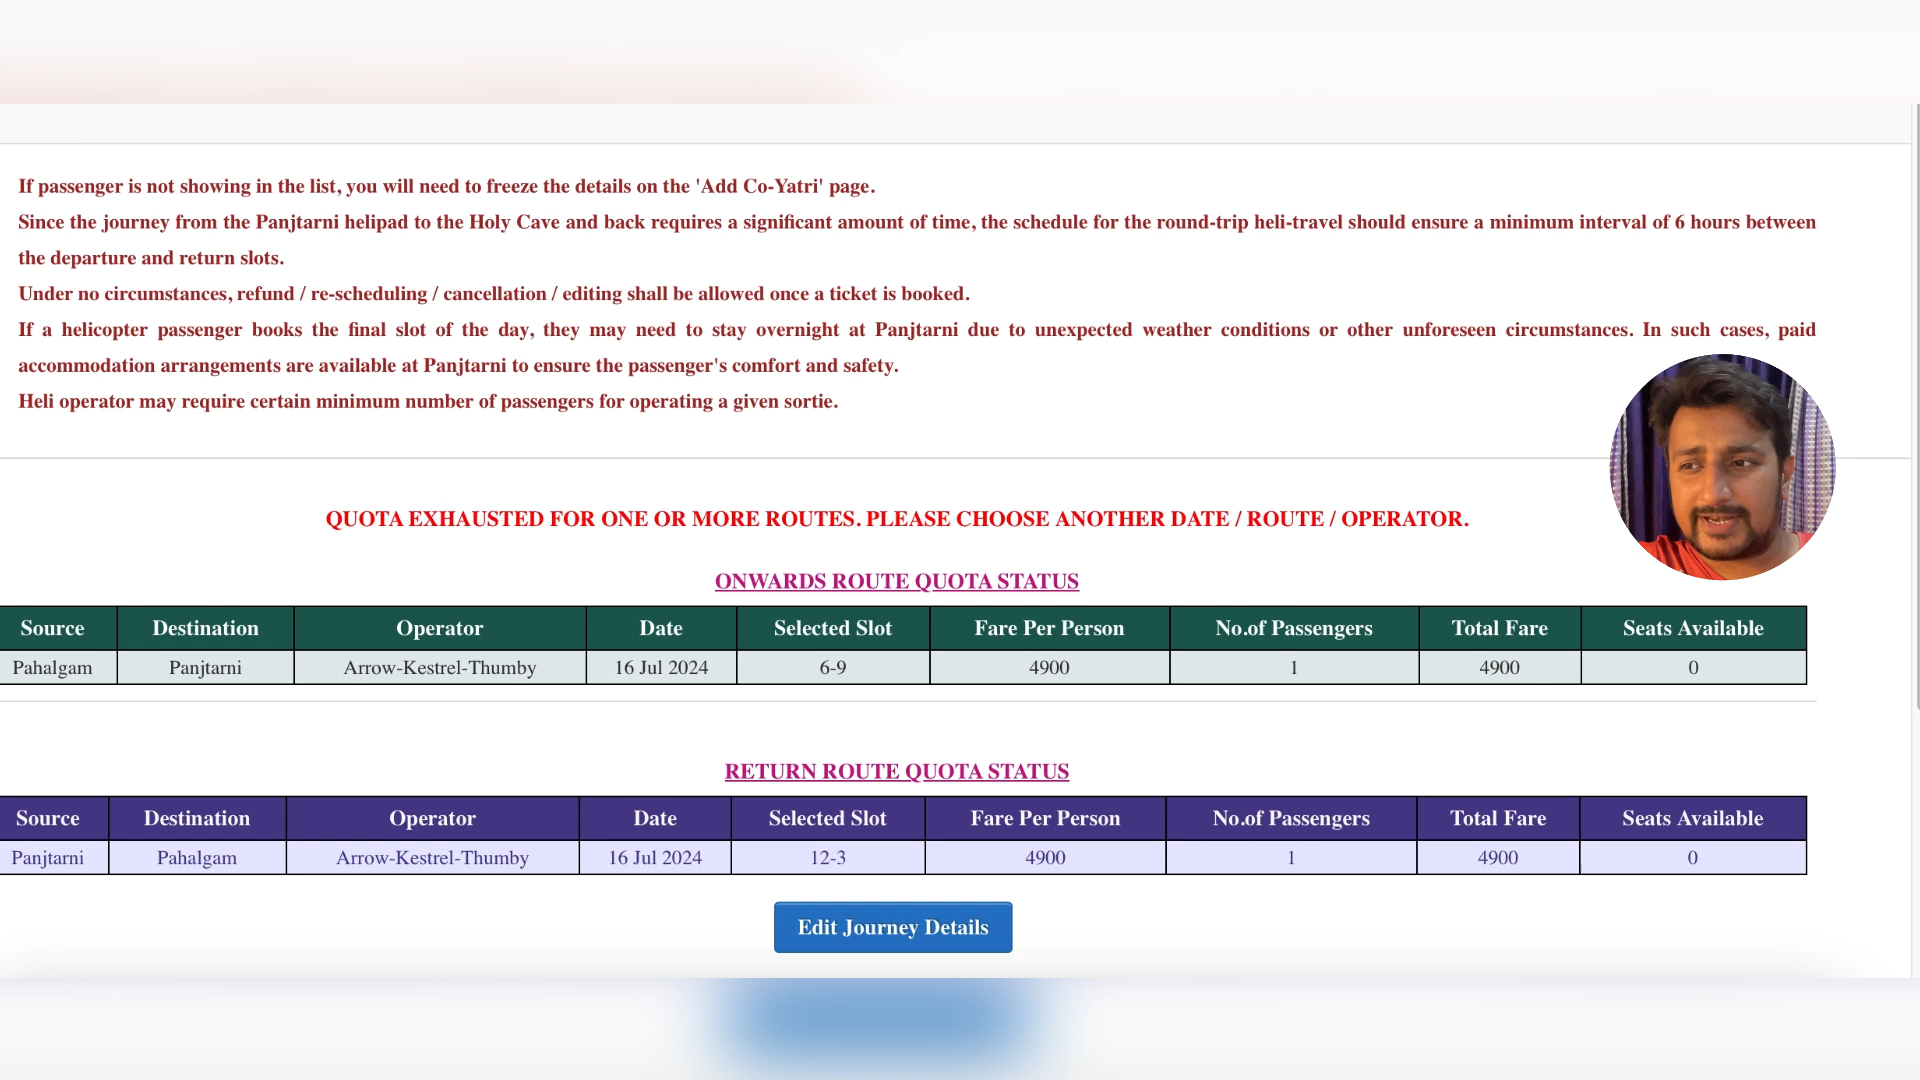 If passenger is not showing in the list, you will need to freeze the details on the 'Add Co-Yatri' page.
Since the journey from the Panjtarni helipad to the Holy Cave and back requires a significant amount of time, the schedule for the round-trip heli-travel should ensure a minimum interval of 6 hours between
the departure and return slots.
Under no circumstances, refund / re-scheduling / cancellation / editing shall be allowed once a ticket is booked.
If a helicopter passenger books the final slot of the day, they may need to stay overnight at Panjtarni due to unexpected weather conditions or other unforeseen circumstances. In such cases, paid
accommodation arrangements are available at Panjtarni to ensure the passenger's comfort and safety.
Heli operator may require certain minimum number of passengers for operating a given sortie.
QUOTA EXHAUSTED FOR ONE OR MORE ROUTES. PLEASE CHOOSE ANOTHER DATE / ROUTE / OPERATOR.
ONWARDS ROUTE QUOTA STATUS
Source Destination Operator Date Selected Slot Fare Per Person No.of Passengers Total Fare Seats Available
Pahalgam Panjtarni Arrow-Kestrel-Thumby 16 Jul 2024 6-9 4900 1 4900 0
RETURN ROUTE QUOTA STATUS
Source Destination Operator Date Selected Slot Fare Per Person No.of Passengers Total Fare Seats Available
Panjtarni Pahalgam Arrow-Kestrel-Thumby 16 Jul 2024 12-3 4900 1 4900 0
Edit Journey Details